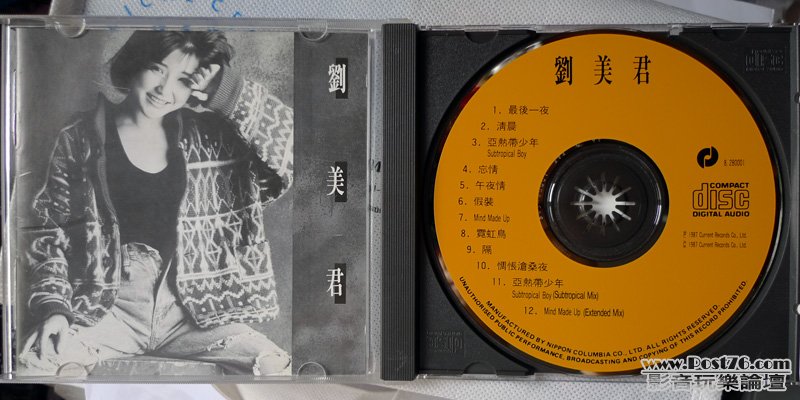 劉美君
劉美君
1. 最後一夜
2. 清晨
3. 亞熱帶少年
Subtropical Boy
4. 忘情
5. 午夜情
6. 假裝
7. Mind Made Up
8. 霓虹鳥
9. 隔
10. 惆悵滄桑夜
11. 亞熱帶少年
Subtropical Boy (Subtropical Mix)
12. Mind Made Up (Extended Mix)
8.280001
COMPACT
disc
DIGITAL AUDIO
℗ 1987 Current Records Co., Ltd.
© 1987 Current Records Co., Ltd.
MANUFACTURED BY NIPPON COLUMBIA CO., LTD. ALL RIGHTS RESERVED.
UNAUTHORISED PUBLIC PERFORMANCE, BROADCASTING AND COPYING OF THIS RECORD PROHIBITED
www.Post76.com
影音玩樂論壇